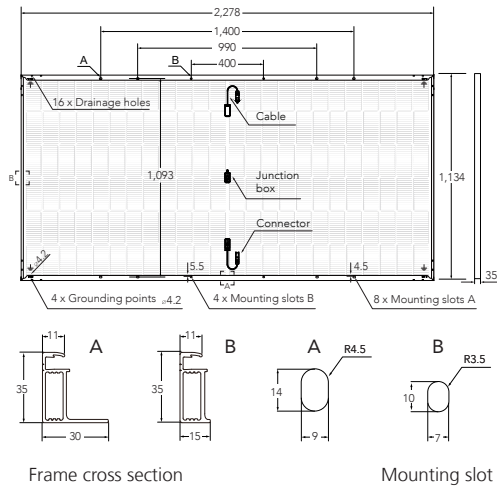 2,278
1,400
990
A
B
400
16 x Drainage holes
Cable
B
1,093
Junction
box
1,134
Connector
⌀4.2
5.5
4.5
35
A
4 x Grounding points ⌀4.2
4 x Mounting slots B
8 x Mounting slots A
11
A
11
B
A
R4.5
B
R3.5
35
35
14
10
30
15
9
7
Frame cross section
Mounting slot